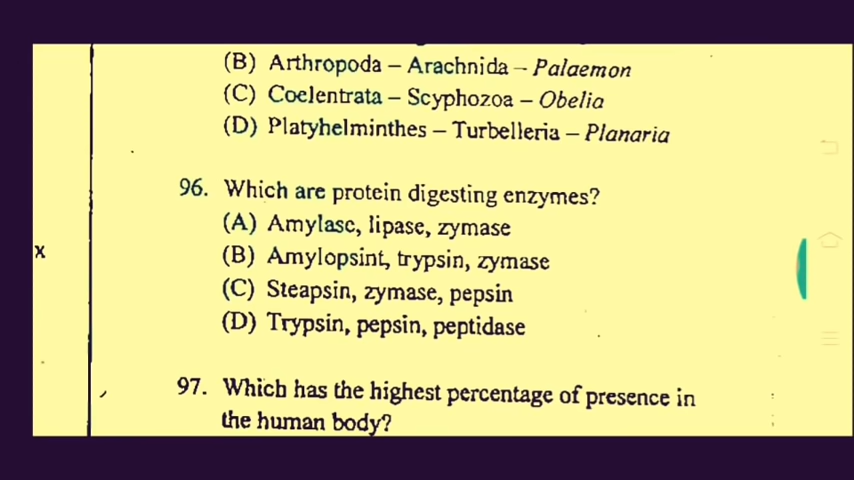 (B) Arthropoda – Arachnida – Palaemon
(C) Coelentrata – Scyphozoa – Obelia
(D) Platyhelminthes – Turbelleria – Planaria
96. Which are protein digesting enzymes?
(A) Amylase, lipase, zymase
(B) Amylopsint, trypsin, zymase
X
(C) Steapsin, zymase, pepsin
(D) Trypsin, pepsin, peptidase
97. Which has the highest percentage of presence in
the human body?